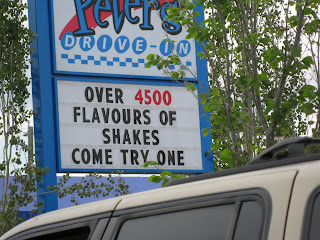 Peter's
DRIVE-IN
OVER 4500
FLAVOURS OF
SHAKES
COME TRY ONE